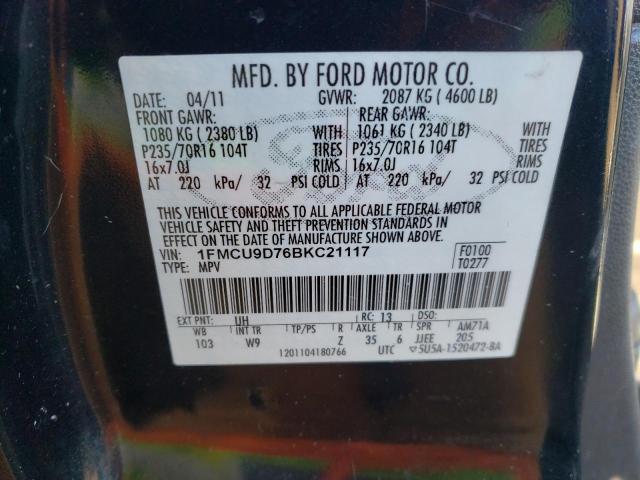 MFD. BY FORD MOTOR CO.
DATE: 04/11 GVWR: 2087 KG ( 4600 LB)
FRONT GAWR: REAR GAWR:
1080 KG ( 2380 LB) WITH 1061 KG ( 2340 LB) WITH
P235/70R16 104T TIRES P235/70R16 104T TIRES
16x7.0J RIMS 16x7.0J RIMS
AT 220 kPa/ 32 PSI COLD AT 220 kPa/ 32 PSI COLD
THIS VEHICLE CONFORMS TO ALL APPLICABLE FEDERAL MOTOR
VEHICLE SAFETY AND THEFT PREVENTION STANDARDS
IN EFFECT ON THE DATE OF MANUFACTURE SHOWN ABOVE.
VIN: 1FMCU9D76BKC21117 F0100
TYPE: MPV T0277
EXT PNT: UH RC: 13 DSO:
WB INT TR TP/PS R AXLE TR SPR AM71A
103 W9 Z 35 6 JJEE 205
1201104180766 UTC 5U5A-1520472-BA